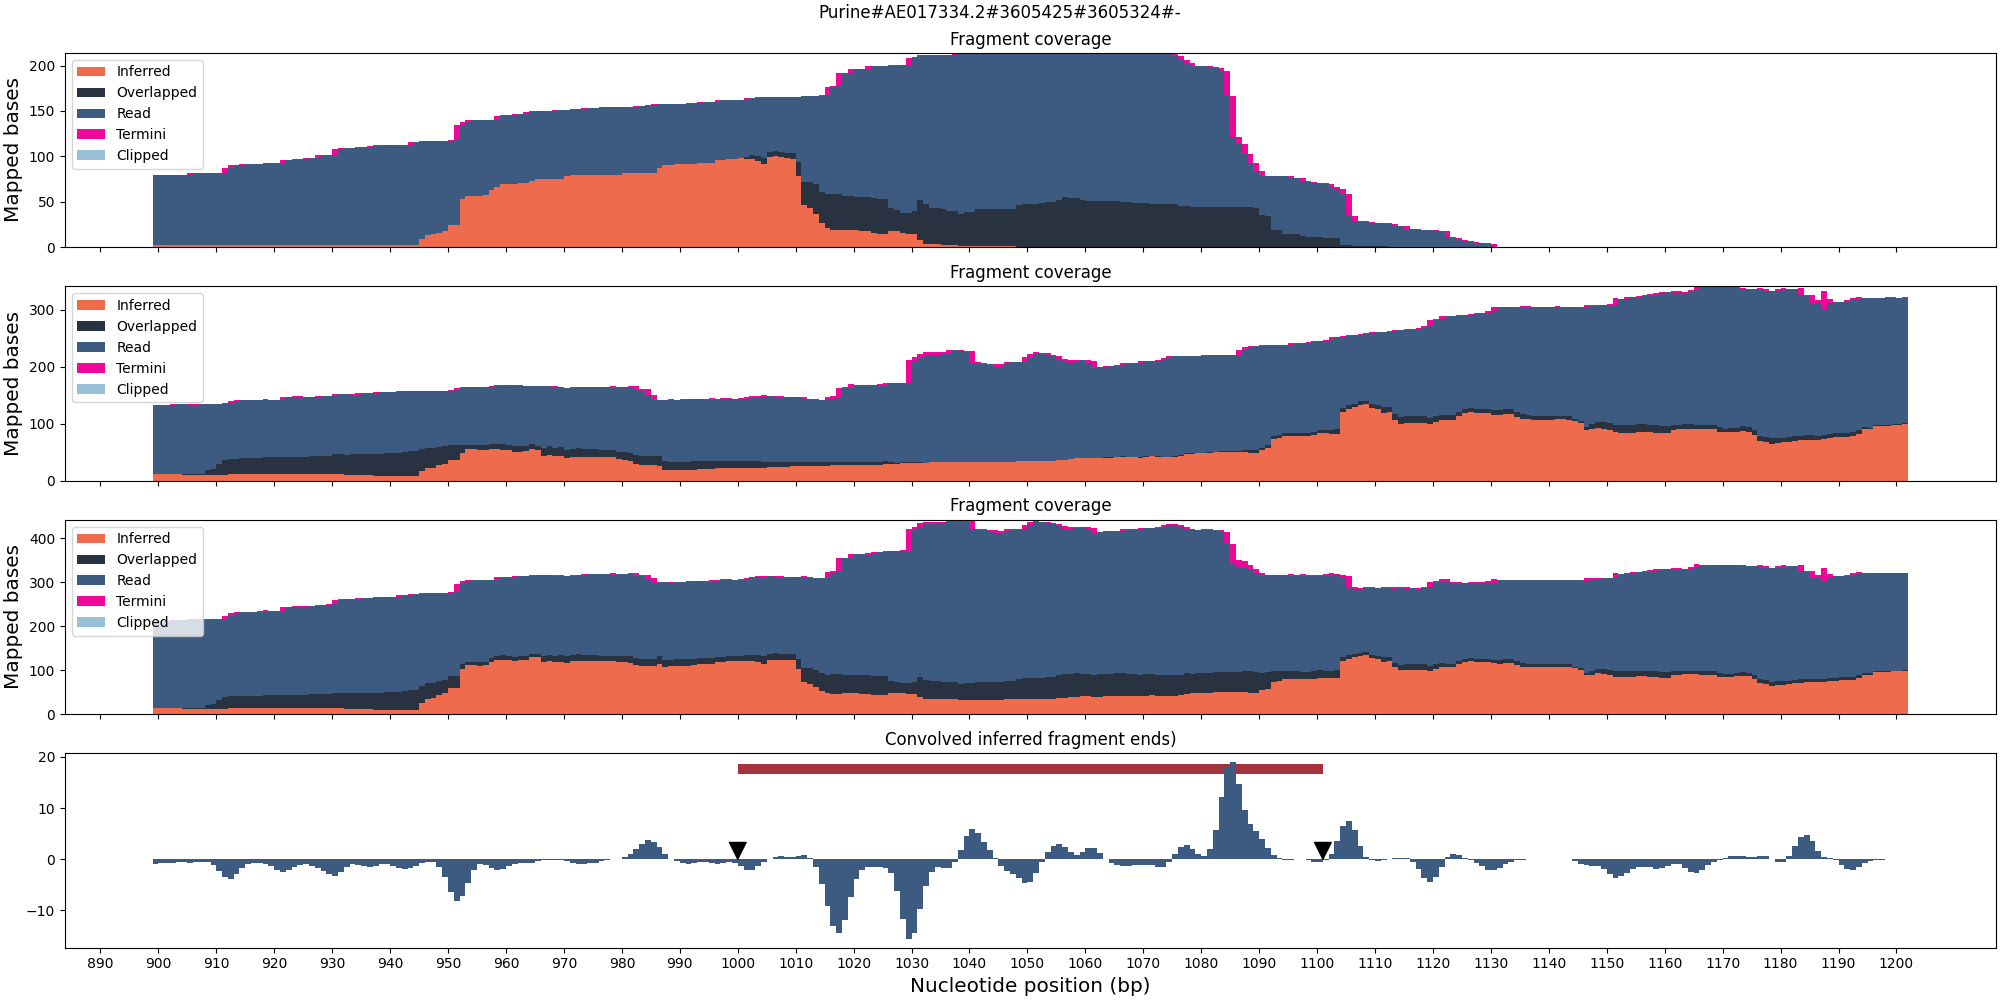 Purine#AE017334.2#3605425#3605324#-
Fragment coverage
Mapped bases
200
150
100
50
0
Inferred
Overlapped
Read
Termini
Clipped
Fragment coverage
Mapped bases
300
200
100
0
Inferred
Overlapped
Read
Termini
Clipped
Fragment coverage
Mapped bases
400
300
200
100
0
Inferred
Overlapped
Read
Termini
Clipped
Convolved inferred fragment ends)
20
10
0
−10
890 900 910 920 930 940 950 960 970 980 990 1000 1010 1020 1030 1040 1050 1060 1070 1080 1090 1100 1110 1120 1130 1140 1150 1160 1170 1180 1190 1200
Nucleotide position (bp)